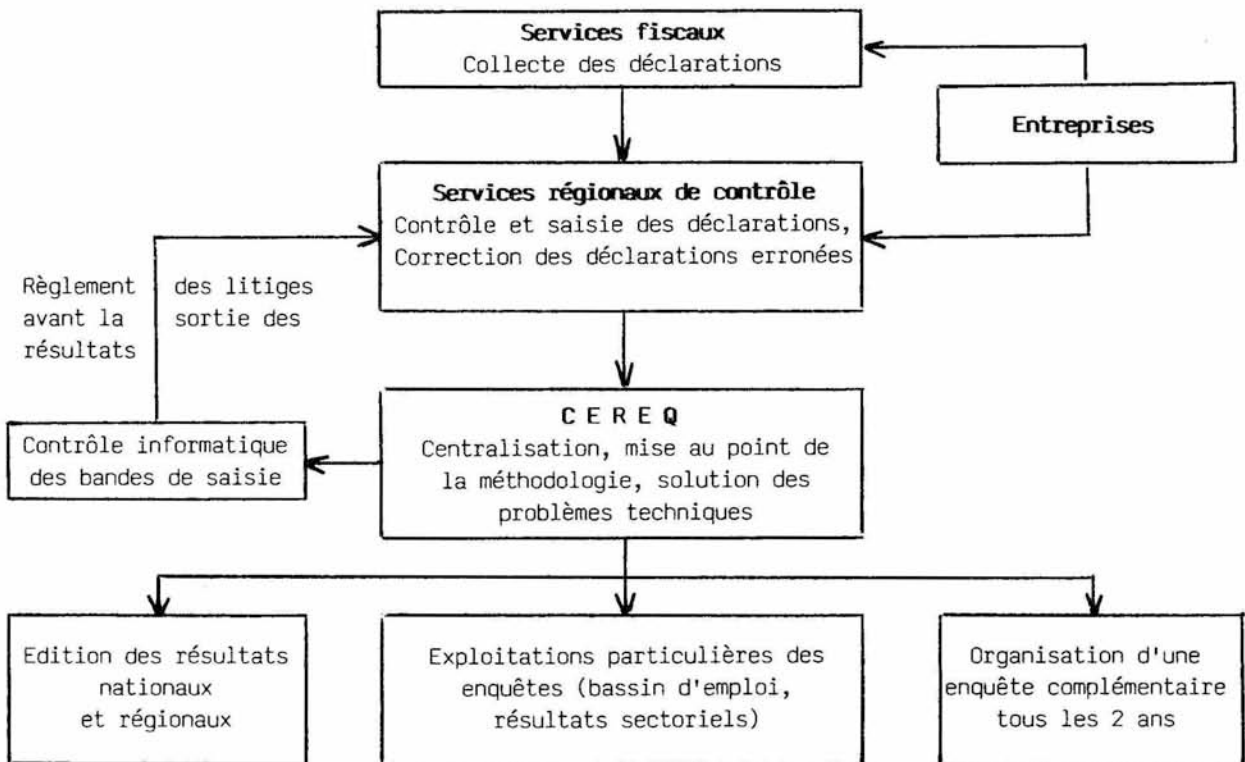 Services fiscaux
Collecte des déclarations
Entreprises
Services régionaux de contrôle
Contrôle et saisie des déclarations,
Correction des déclarations erronées
Règlement des litiges
avant la sortie des
résultats
C E R E Q
Centralisation, mise au point de
la méthodologie, solution des
problèmes techniques
Contrôle informatique
des bandes de saisie
Edition des résultats
nationaux
et régionaux
Exploitations particulières des
enquêtes (bassin d'emploi,
résultats sectoriels)
Organisation d'une
enquête complémentaire
tous les 2 ans